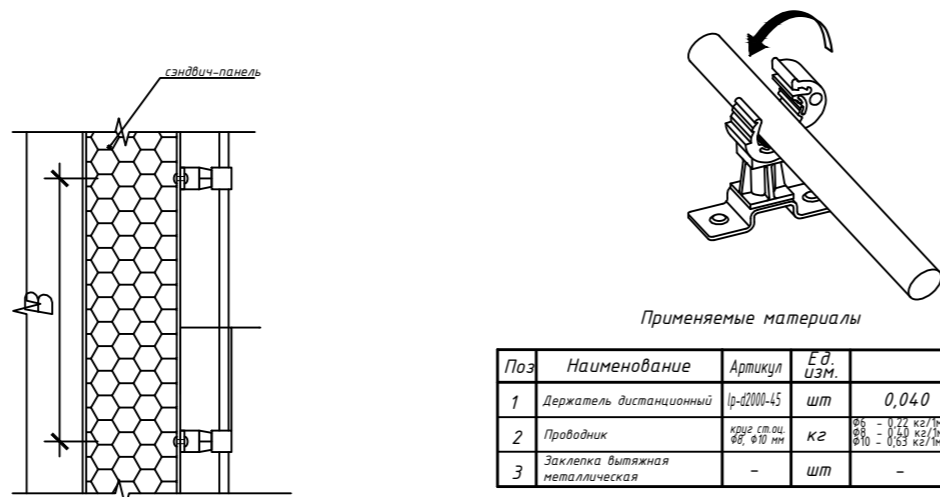 сэндвич-панель
В
Применяемые материалы
Поз Наименование Артикул Ед. изм.
1 Держатель дистанционный lp-d2000-45 шт 0,040
2 Проводник круг ст.оц. Ф8, Ф10 мм кг
Ф6 - 0,22 кг/1м
Ф8 - 0,40 кг/1м
Ф10 - 0,63 кг/1м
3 Заклепка вытяжная металлическая - шт -